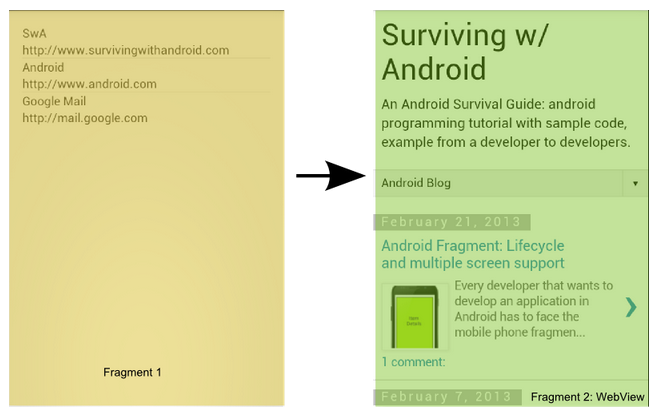 SwA
http://www.survivingwithandroid.com
Android
http://www.android.com
Google Mail
http://mail.google.com
Fragment 1
Surviving w/
Android
An Android Survival Guide: android
programming tutorial with sample code,
example from a developer to developers.
Android Blog
February 21, 2013
Android Fragment: Lifecycle
and multiple screen support
Item
Details
Every developer that wants to
develop an application in
Android has to face the
mobile phone fragmen...
1 comment:
February 7, 2013
Fragment 2: WebView